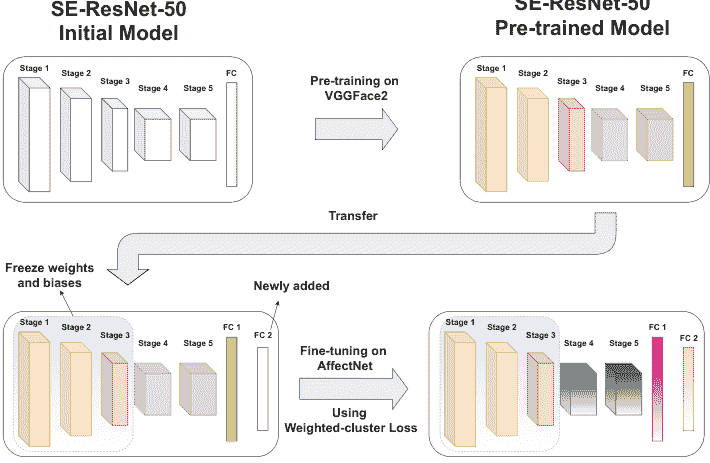 SE-ResNet-50
Initial Model
SE-ResNet-50
Pre-trained Model
Stage 1
Stage 2
Stage 3
Stage 4
Stage 5
FC
Pre-training on
VGGFace2
Stage 1
Stage 2
Stage 3
Stage 4
Stage 5
FC
Transfer
Freeze weights
and biases
Newly added
Stage 1
Stage 2
Stage 3
Stage 4
Stage 5
FC 1
FC 2
Fine-tuning on
AffectNet
Using
Weighted-cluster Loss
Stage 1
Stage 2
Stage 3
Stage 4
Stage 5
FC 1
FC 2